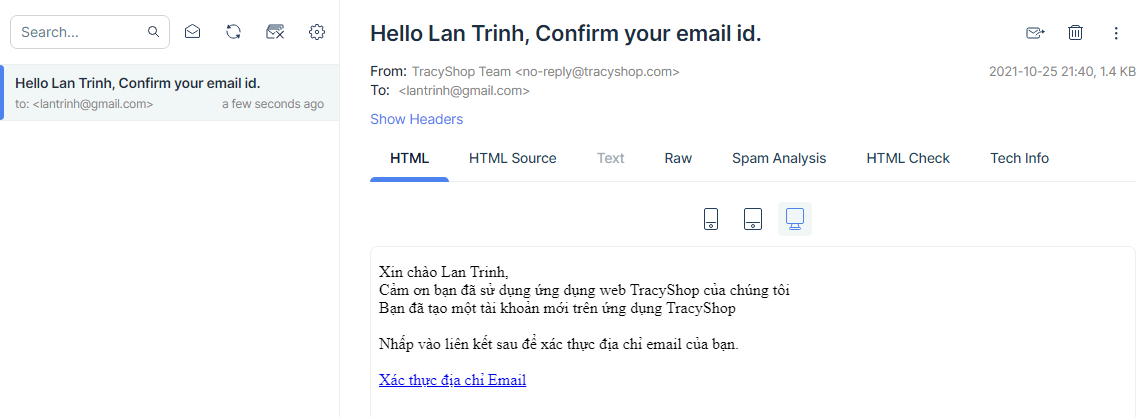 Search...
Hello Lan Trinh, Confirm your email id.
to: <lantrinh@gmail.com> a few seconds ago
Hello Lan Trinh, Confirm your email id.
From: TracyShop Team <no-reply@tracyshop.com> 2021-10-25 21:40, 1.4 KB
To: <lantrinh@gmail.com>
Show Headers
HTML HTML Source Text Raw Spam Analysis HTML Check Tech Info
Xin chào Lan Trinh,
Cảm ơn bạn đã sử dụng ứng dụng web TracyShop của chúng tôi
Bạn đã tạo một tài khoản mới trên ứng dụng TracyShop
Nhấp vào liên kết sau để xác thực địa chỉ email của bạn.
Xác thực địa chỉ Email